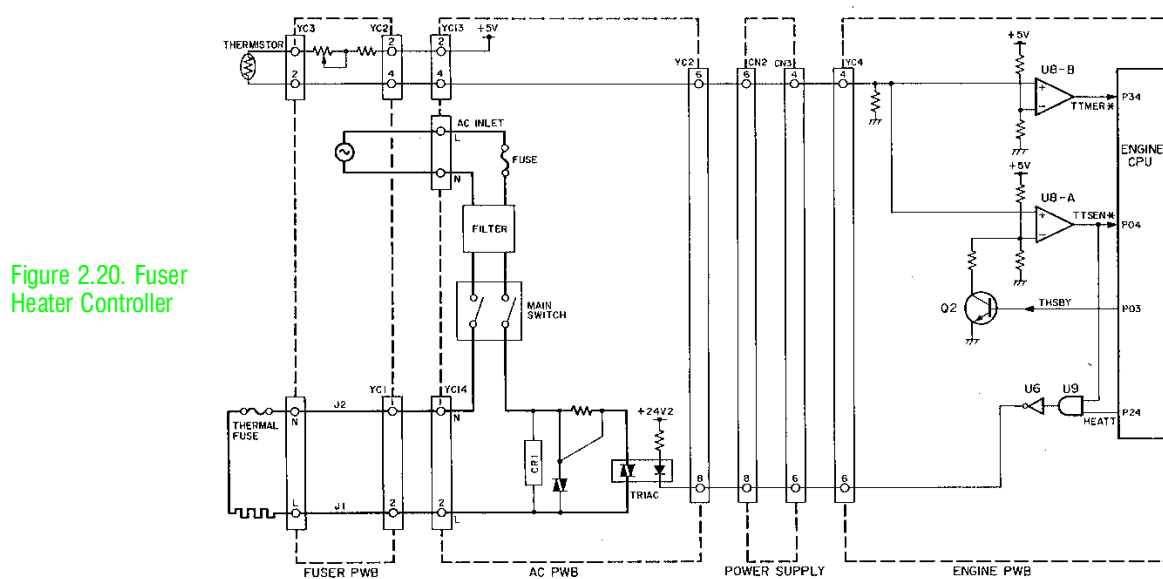 YC3
YC2
YC13
+5V
THERMISTOR
2
2
2
4
4
YC2
6
CN2
6
CN3
4
YC4
4
+5V
U8-B
+
−
TTMER*
P34
ENGINE
CPU
AC INLET
L
N
FUSE
FILTER
MAIN
SWITCH
+5V
U8-A
+
−
TTSEN*
P04
Q2
THSBY
P03
Figure 2.20. Fuser
Heater Controller
THERMAL
FUSE
N
J2
YC1
YC14
N
CR1
+24V2
TRIAC
U6
U9
HEATT
P24
L
J1
2
2
L
8
8
6
6
FUSER PWB
AC PWB
POWER SUPPLY
ENGINE PWB